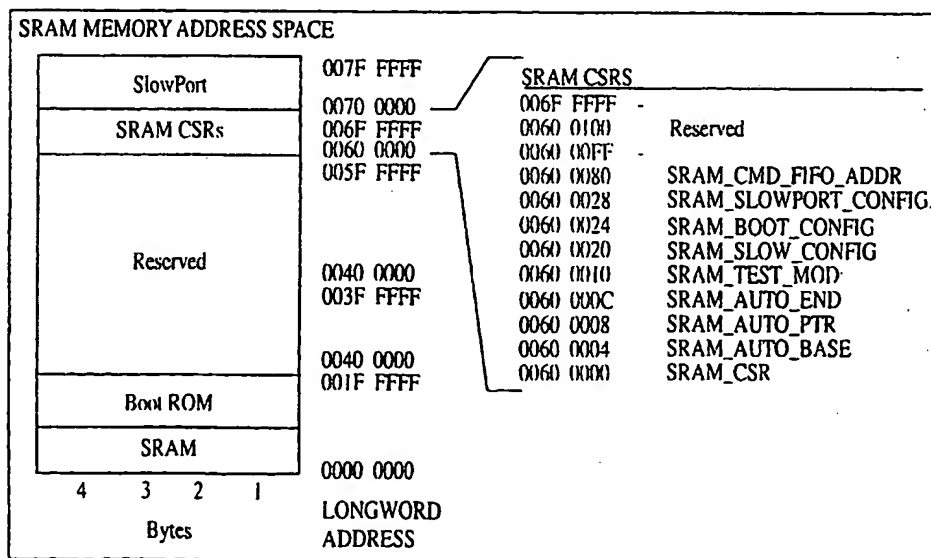 SRAM MEMORY ADDRESS SPACE
SlowPort
SRAM CSRs
Reserved
Boot ROM
SRAM
4 3 2 1
Bytes
007F FFFF
0070 0000
006F FFFF
0060 0000
005F FFFF
0040 0000
003F FFFF
0040 0000
001F FFFF
0000 0000
LONGWORD
ADDRESS
SRAM CSRS
006F FFFF -
0060 0100 Reserved
0060 00FF -
0060 0080 SRAM_CMD_FIFO_ADDR
0060 0028 SRAM_SLOWPORT_CONFIG
0060 0024 SRAM_BOOT_CONFIG
0060 0020 SRAM_SLOW_CONFIG
0060 0010 SRAM_TEST_MOD
0060 000C SRAM_AUTO_END
0060 0008 SRAM_AUTO_PTR
0060 0004 SRAM_AUTO_BASE
0060 0000 SRAM_CSR